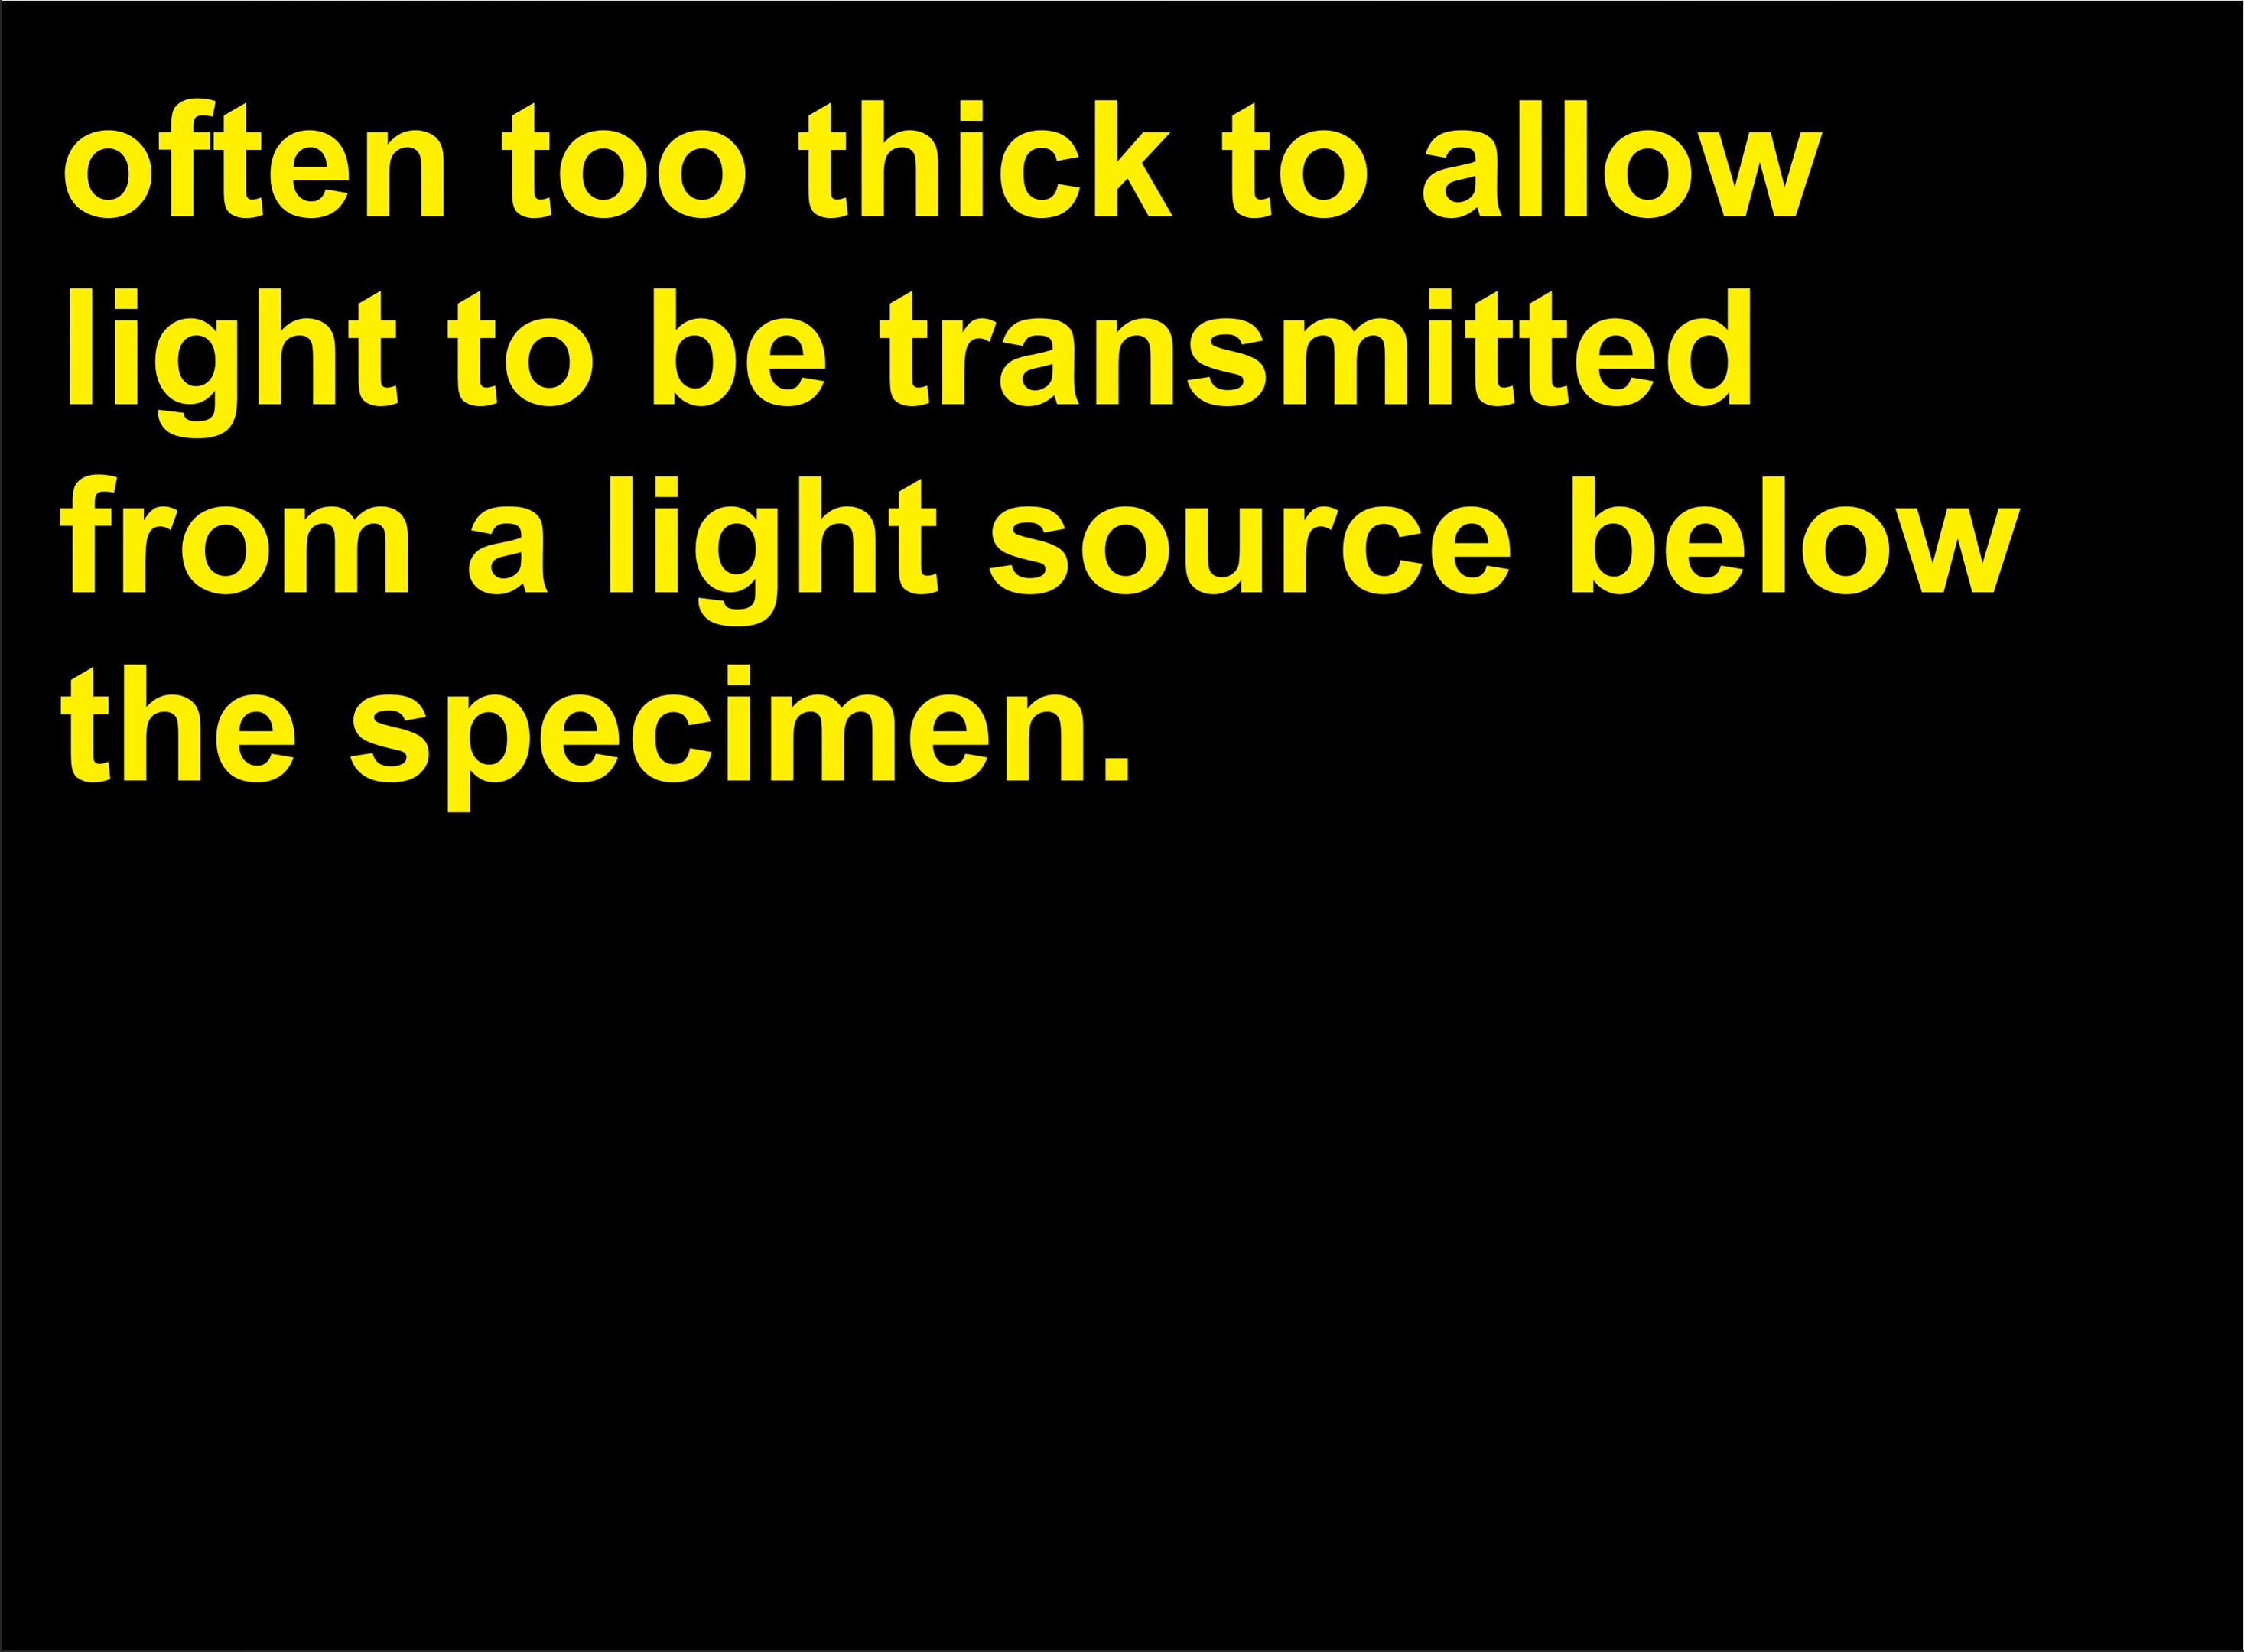 often too thick to allow
light to be transmitted
from a light source below
the specimen.